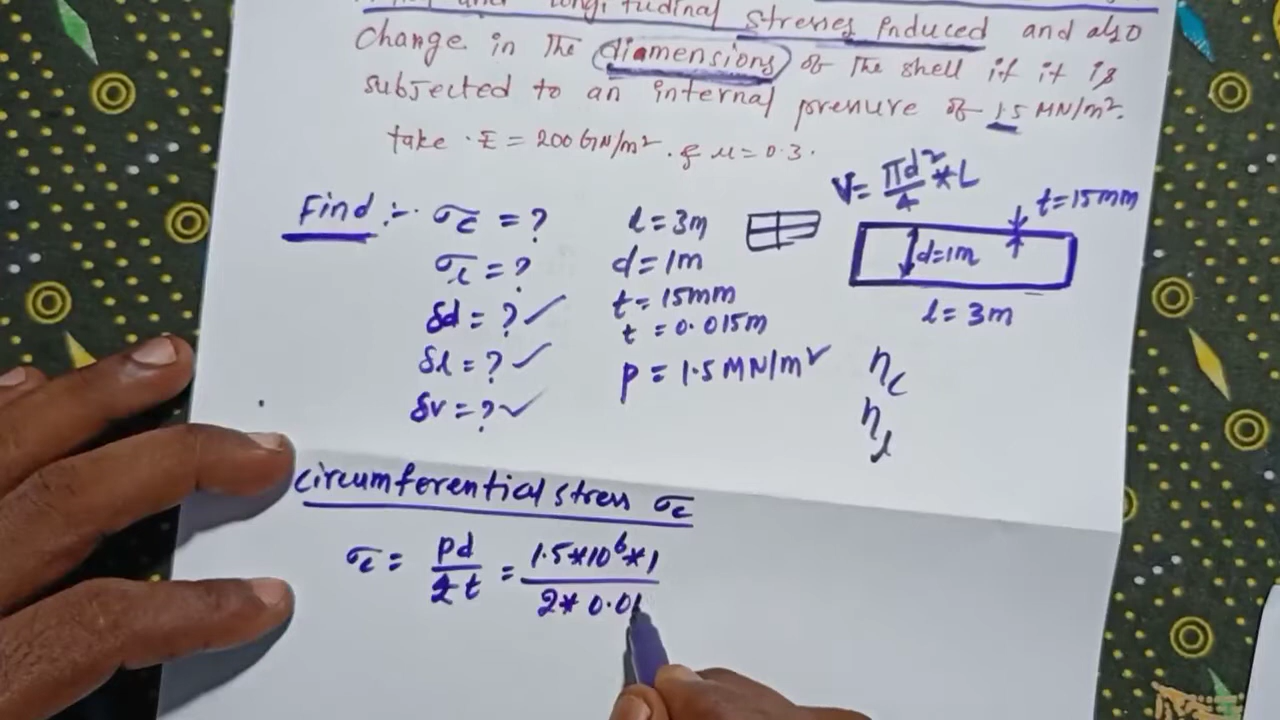 and longitudinal stresses induced and also
change in The diamensions of The shell if it is
subjected to an internal pressure of 1.5 MN/m².
take E = 200 GN/m² & μ = 0.3.
Find :- σc = ?
σl = ?
δd = ? ✓
δl = ? ✓
δv = ? ✓
l = 3m
d = 1m
t = 15mm
t = 0.015m
p = 1.5 MN/m²
V = πd²/4 * L
t = 15mm
d = 1m
l = 3m
ηc
ηl
circumferential stress σc
σc = pd/2t = 1.5*10⁶*1/2*0.01